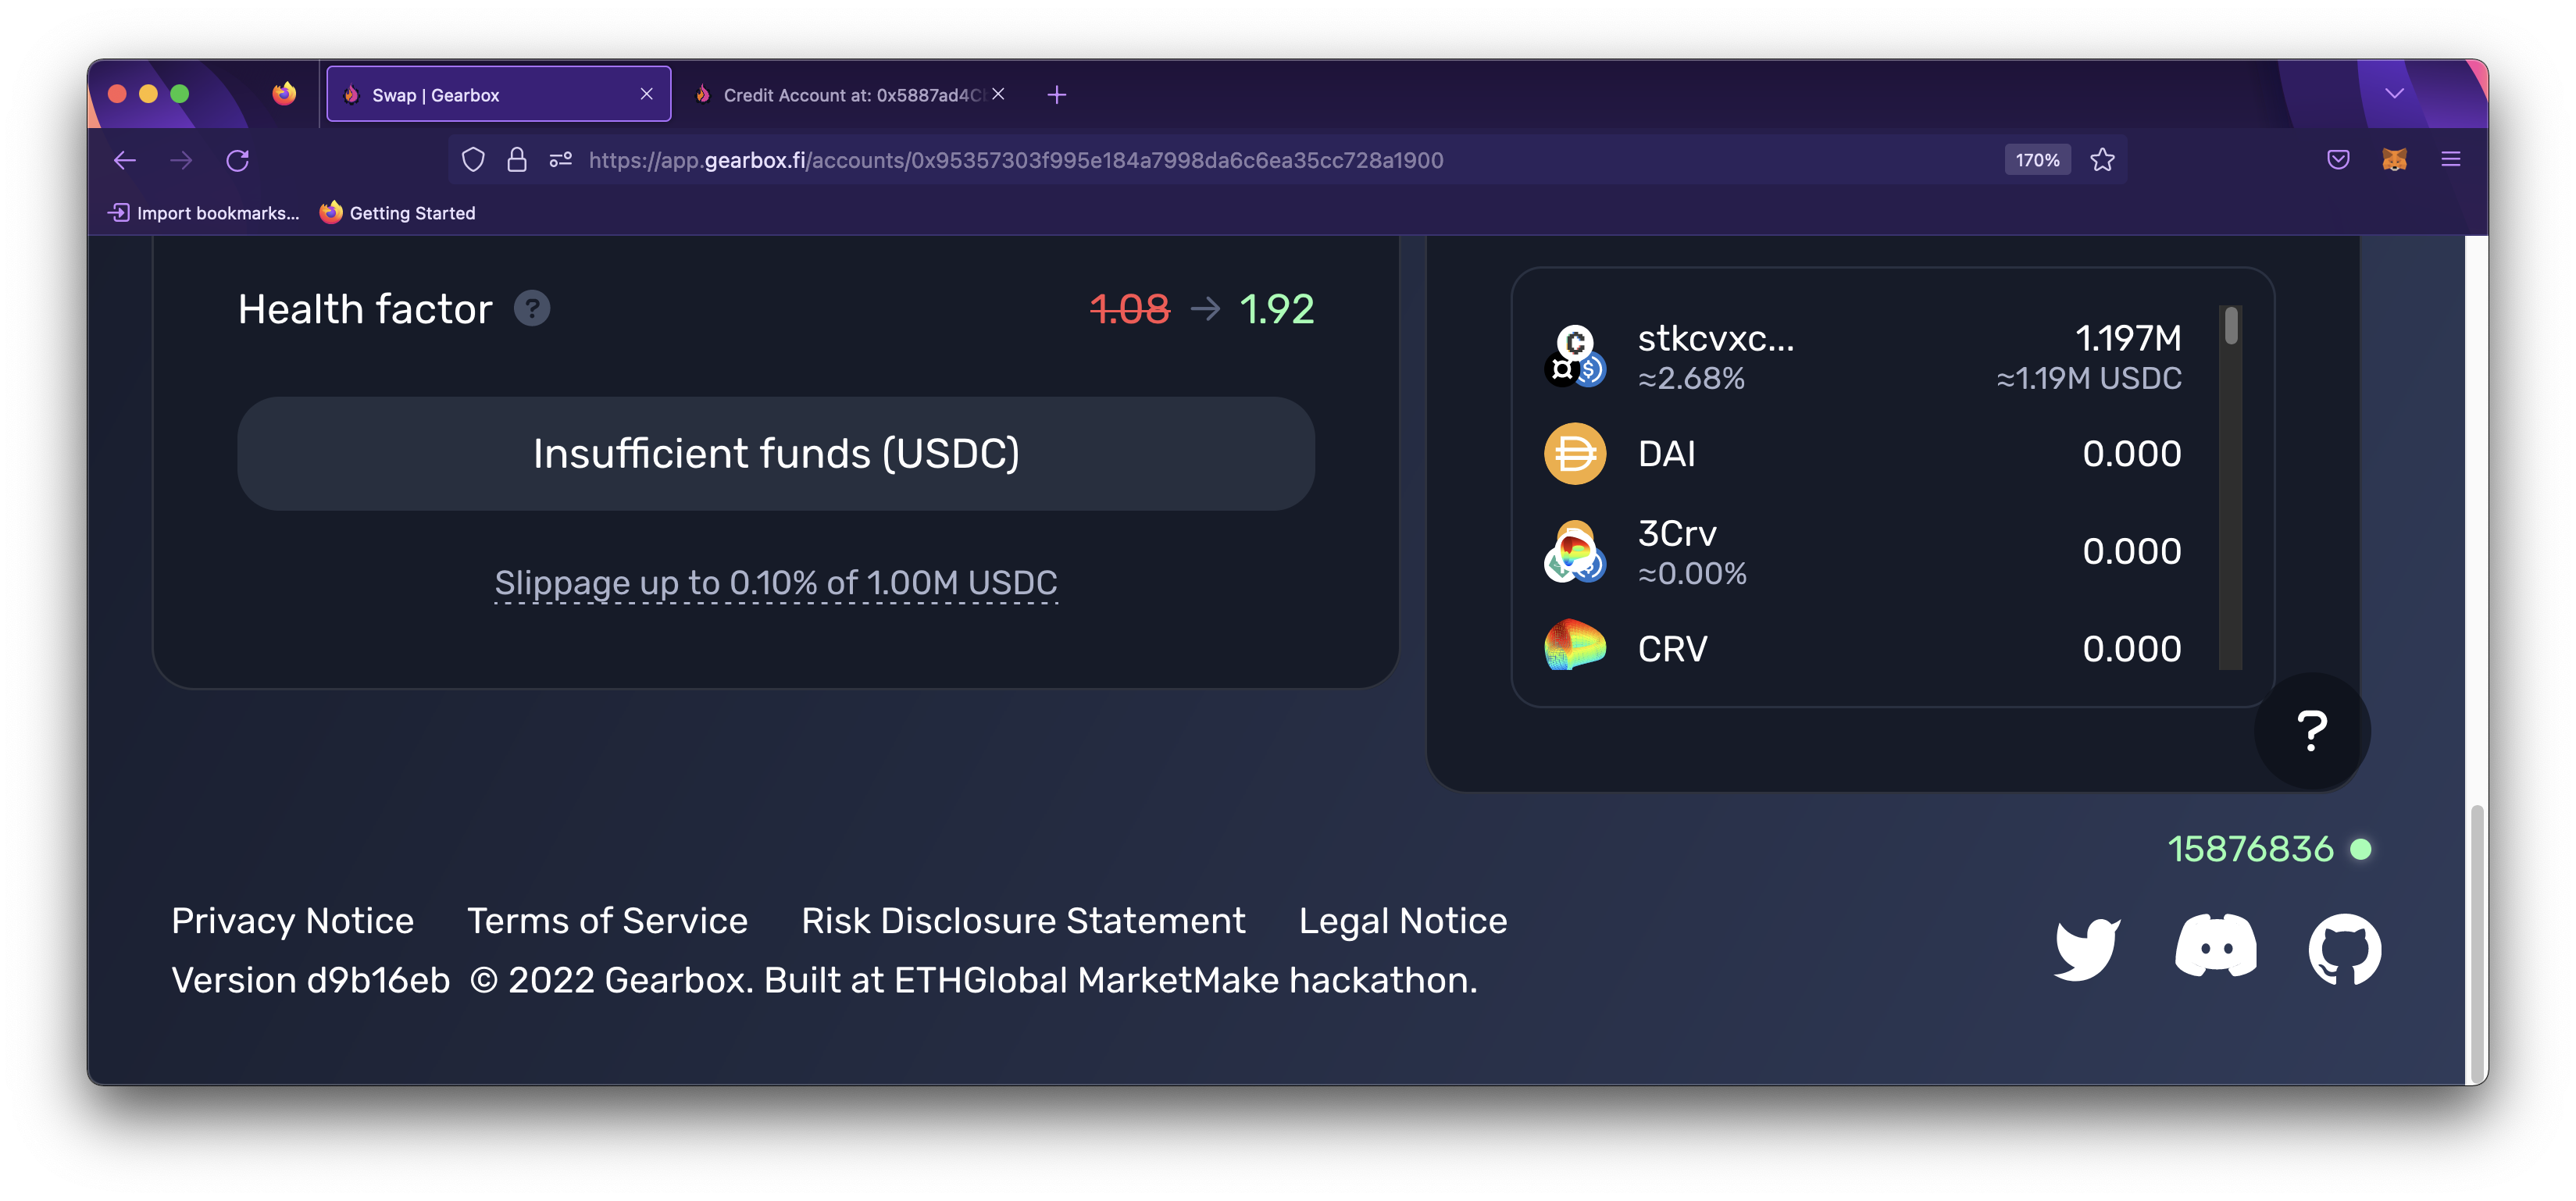 Swap | Gearbox
Credit Account at: 0x5887ad4C
https://app.gearbox.fi/accounts/0x95357303f995e184a7998da6c6ea35cc728a1900
170%
Import bookmarks...
Getting Started
Health factor ? 1.08 → 1.92
Insufficient funds (USDC)
Slippage up to 0.10% of 1.00M USDC
stkcvxc... 1.197M
≈2.68% ≈1.19M USDC
DAI 0.000
3Crv 0.000
≈0.00%
CRV 0.000
?
15876836
Privacy Notice Terms of Service Risk Disclosure Statement Legal Notice
Version d9b16eb © 2022 Gearbox. Built at ETHGlobal MarketMake hackathon.